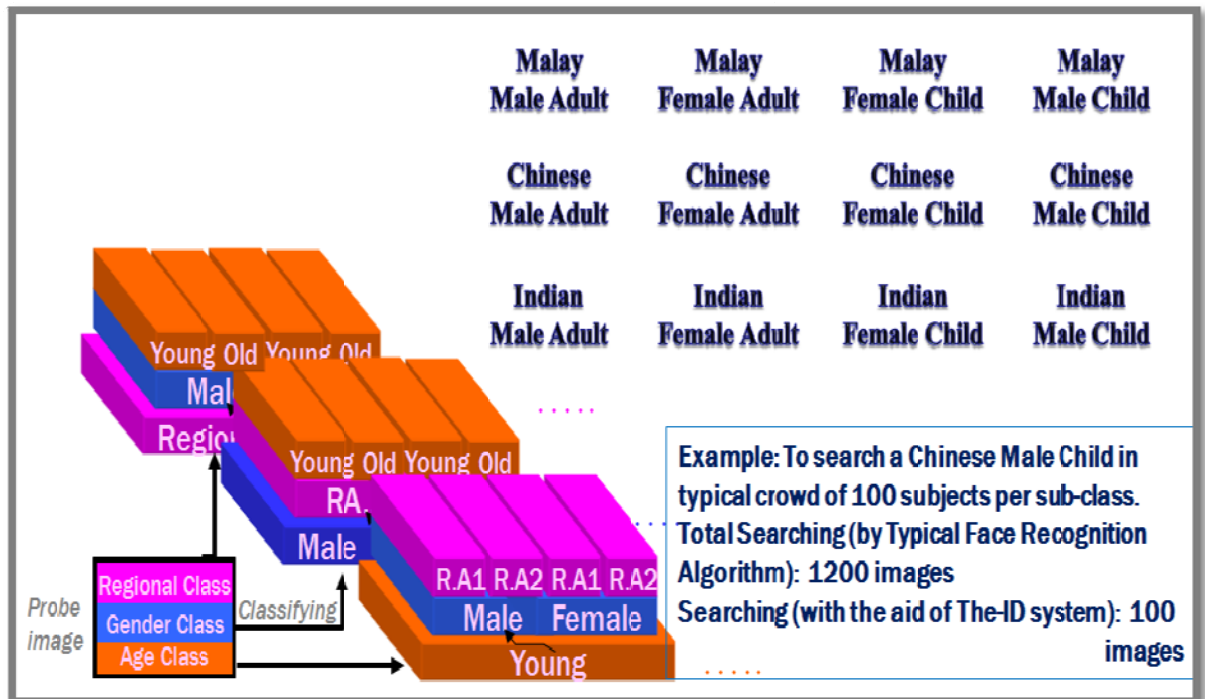 Malay
Male Adult
Malay
Female Adult
Malay
Female Child
Malay
Male Child
Chinese
Male Adult
Chinese
Female Adult
Chinese
Female Child
Chinese
Male Child
Indian
Male Adult
Indian
Female Adult
Indian
Female Child
Indian
Male Child
Young Old Young Old
Regional Class
Gender Class
Age Class
Probe
image
Classifying
Young Old Young Old
RA.
Male
R.A1 R.A2 R.A1 R.A2
Male Female
Young
.....
.....
Example: To search a Chinese Male Child in
typical crowd of 100 subjects per sub-class.
Total Searching (by Typical Face Recognition
Algorithm): 1200 images
Searching (with the aid of The-ID system): 100
images